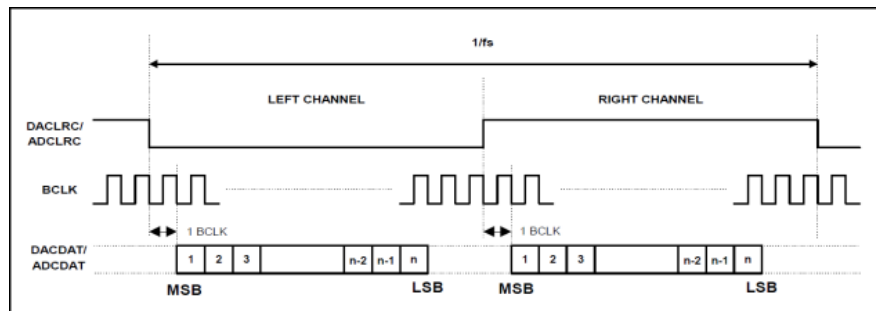 1/fs
LEFT CHANNEL
RIGHT CHANNEL
DACLRC/
ADCLRC
BCLK
1 BCLK
1 BCLK
DACDAT/
ADCDAT
1 2 3 n-2 n-1 n
1 2 3 n-2 n-1 n
MSB
LSB
MSB
LSB